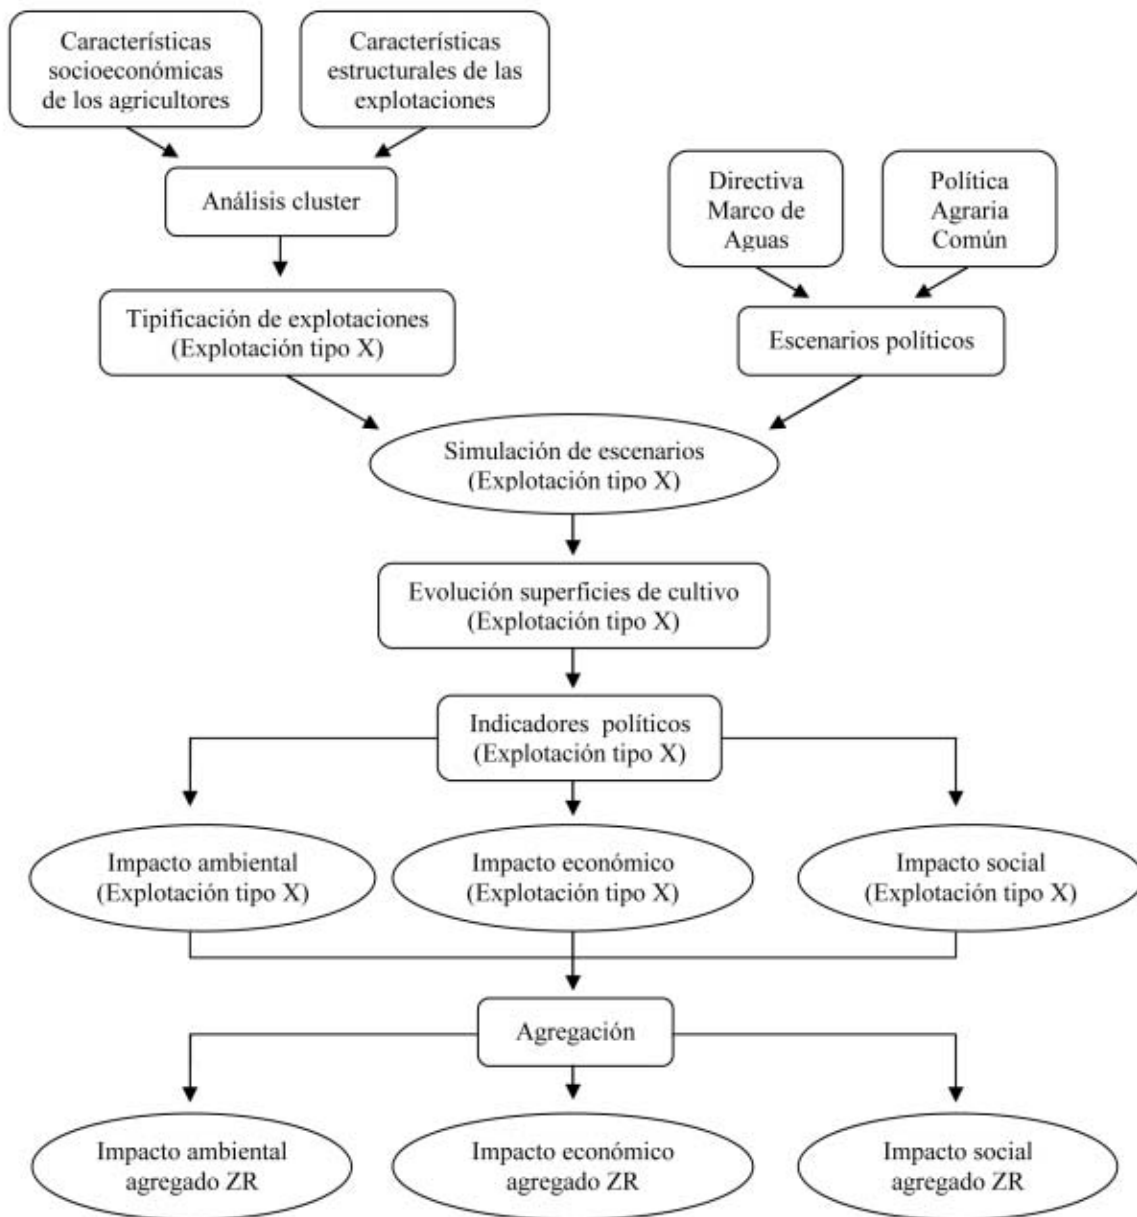 Características
socioeconómicas
de los agricultores
Características
estructurales de las
explotaciones
Análisis cluster
Directiva
Marco de
Aguas
Política
Agraria
Común
Tipificación de explotaciones
(Explotación tipo X)
Escenarios políticos
Simulación de escenarios
(Explotación tipo X)
Evolución superficies de cultivo
(Explotación tipo X)
Indicadores políticos
(Explotación tipo X)
Impacto ambiental
(Explotación tipo X)
Impacto económico
(Explotación tipo X)
Impacto social
(Explotación tipo X)
Agregación
Impacto ambiental
agregado ZR
Impacto económico
agregado ZR
Impacto social
agregado ZR